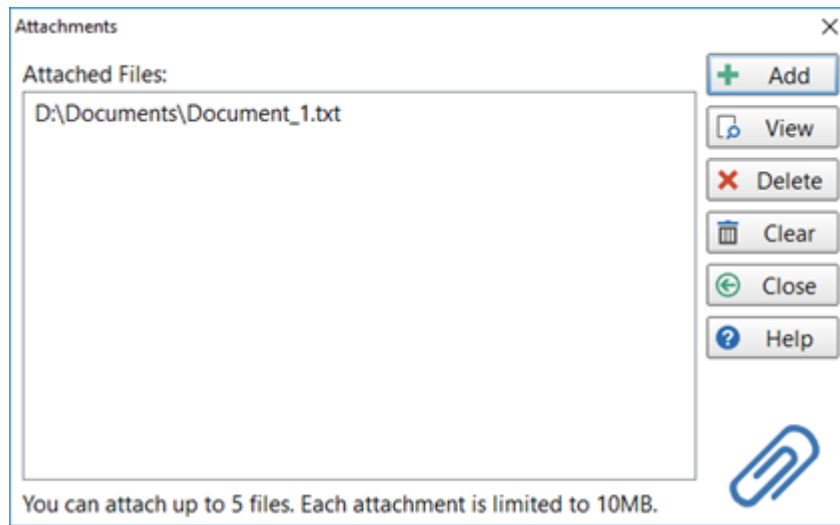 Attachments
Attached Files:
D:\Documents\Document_1.txt
Add
View
Delete
Clear
Close
Help
You can attach up to 5 files. Each attachment is limited to 10MB.